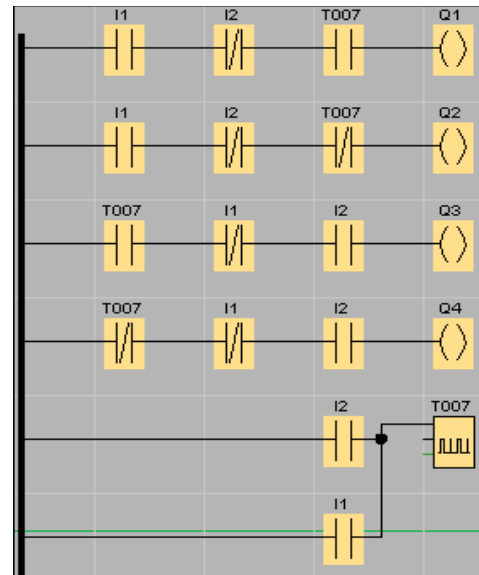 I1 I2 T007 Q1
I1 I2 T007 Q2
T007 I1 I2 Q3
T007 I1 I2 Q4
I2 T007
I1